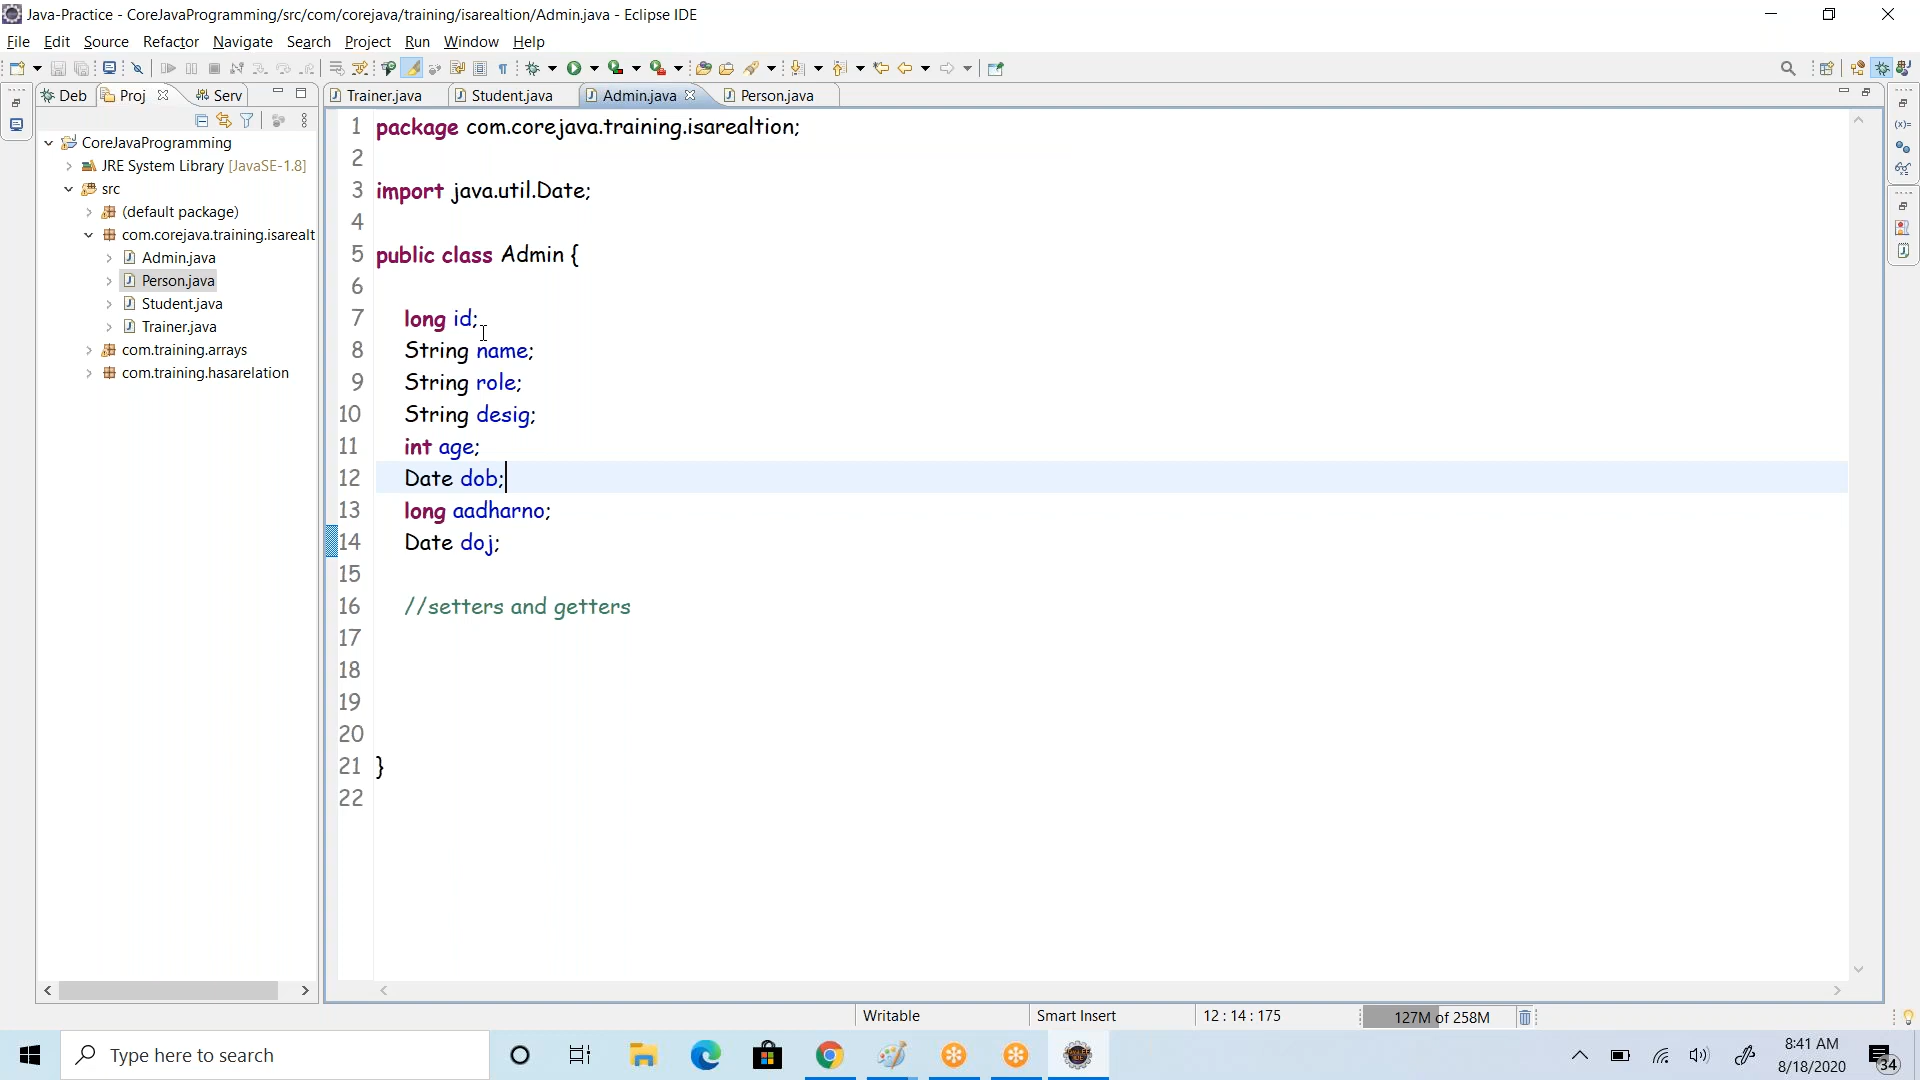 Java-Practice - CoreJavaProgramming/src/com/corejava/training/isarealtion/Admin.java - Eclipse IDE
File Edit Source Refactor Navigate Search Project Run Window Help
Deb Proj Serv
Trainer.java Student.java Admin.java Person.java
CoreJavaProgramming
JRE System Library [JavaSE-1.8]
src
(default package)
com.corejava.training.isarealt
Admin.java
Person.java
Student.java
Trainer.java
com.training.arrays
com.training.hasarelation
1 package com.corejava.training.isarealtion;
2
3 import java.util.Date;
4
5 public class Admin {
6
7 long id;
8 String name;
9 String role;
10 String desig;
11 int age;
12 Date dob;
13 long aadharno;
14 Date doj;
15
16 //setters and getters
17
18
19
20
21 }
22
Writable Smart Insert 12 : 14 : 175 127M of 258M
Type here to search
8:41 AM
8/18/2020
34